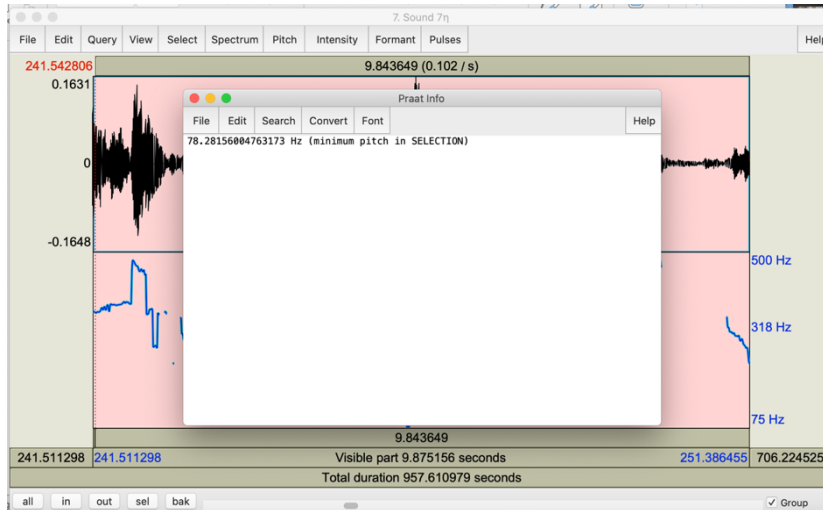 7. Sound 7η
File Edit Query View Select Spectrum Pitch Intensity Formant Pulses Help
241.542806 9.843649 (0.102 / s)
0.1631
Praat Info
File Edit Search Convert Font Help
78.28156004763173 Hz (minimum pitch in SELECTION)
0
-0.1648
500 Hz
318 Hz
75 Hz
9.843649
241.511298 241.511298 Visible part 9.875156 seconds 251.386455 706.224525
Total duration 957.610979 seconds
all in out sel bak Group